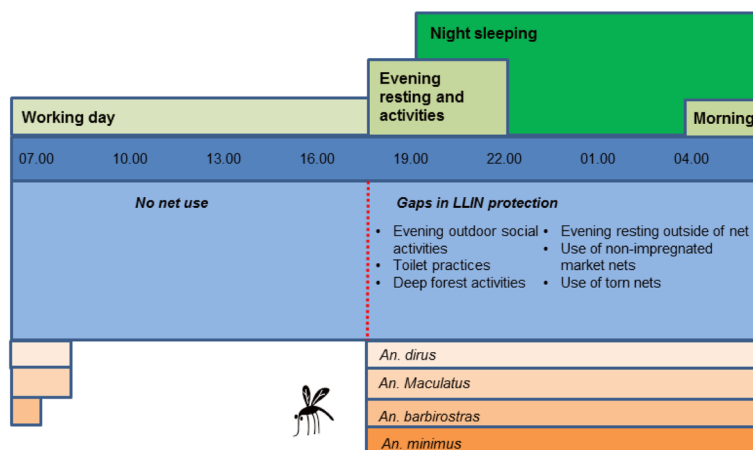 Night sleeping
Evening
resting and
activities
Working day
Morning
07.00 10.00 13.00 16.00 19.00 22.00 01.00 04.00
No net use
Gaps in LLIN protection
• Evening outdoor social
activities
• Toilet practices
• Deep forest activities
• Evening resting outside of net
• Use of non-impregnated
market nets
• Use of torn nets
An. dirus
An. Maculatus
An. barbirostras
An. minimus